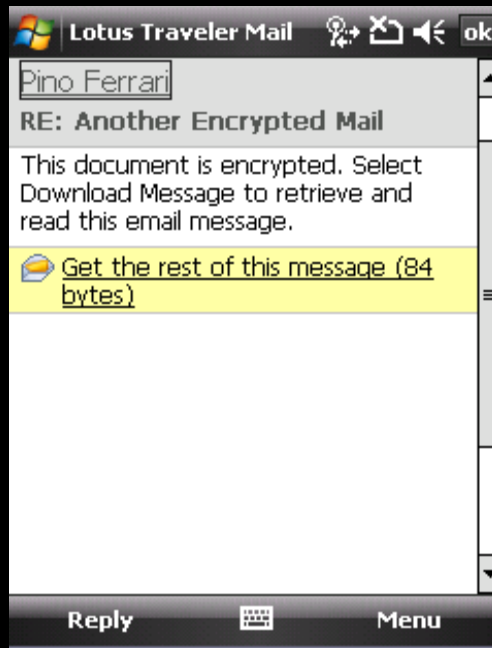 Lotus Traveler Mail ok
Pino Ferrari
RE: Another Encrypted Mail
This document is encrypted. Select
Download Message to retrieve and
read this email message.
Get the rest of this message (84
bytes)
Reply Menu